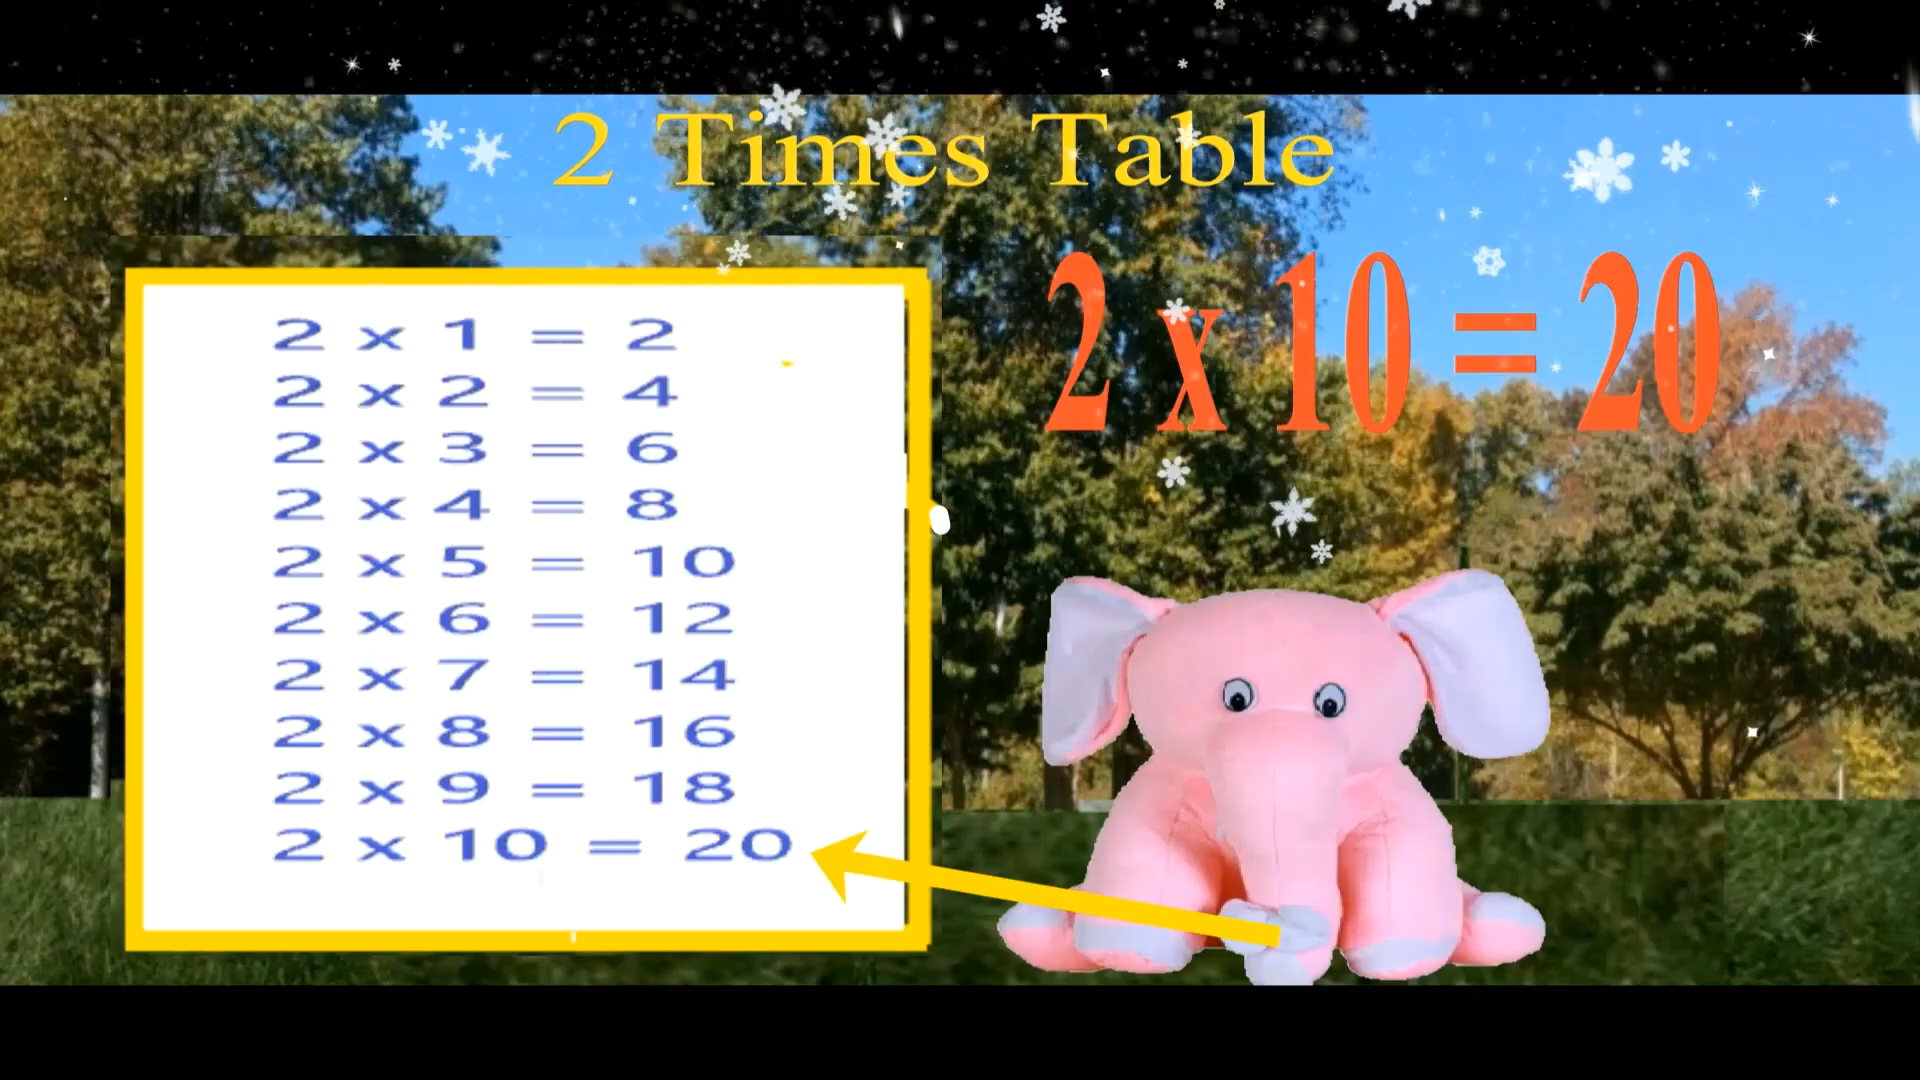 2 Times Table
2 x 1 = 2
2 x 2 = 4
2 x 3 = 6
2 x 4 = 8
2 x 5 = 10
2 x 6 = 12
2 x 7 = 14
2 x 8 = 16
2 x 9 = 18
2 x 10 = 20
2 x 10 = 20